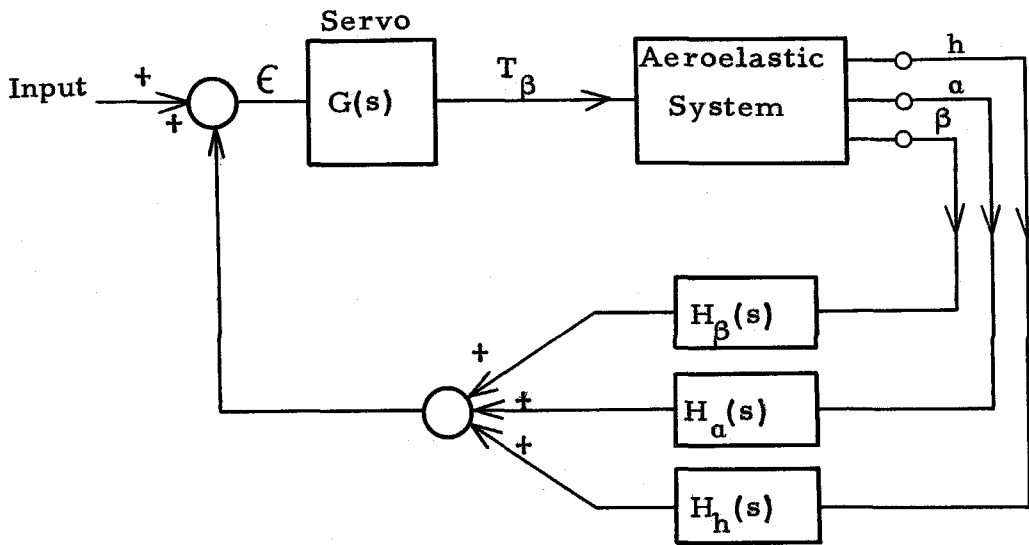 Servo
Input
+
+
ϵ
G(s)
T_β
Aeroelastic
System
h
α
β
H_β(s)
H_α(s)
H_h(s)
+
+
+